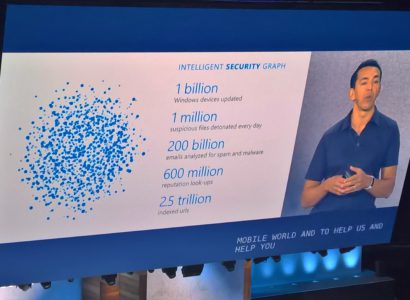 INTELLIGENT SECURITY GRAPH
1 billion
Windows devices updated
1 million
suspicious files detonated every day
200 billion
emails analyzed for spam and malware
600 million
reputation look-ups
2.5 trillion
indexed urls
MOBILE WORLD AND TO HELP US AND
HELP YOU